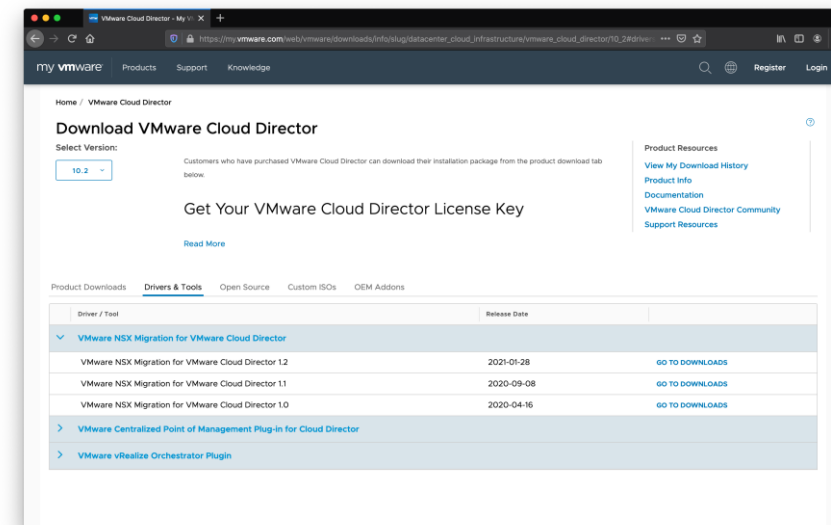 VMware Cloud Director - My V
https://my.vmware.com/web/vmware/downloads/info/slug/datacenter_cloud_infrastructure/vmware_cloud_director/10_2#drive
my vmware Products Support Knowledge Register Login
Home / VMware Cloud Director
Download VMware Cloud Director
Select Version:
10.2
Customers who have purchased VMware Cloud Director can download their installation package from the product download tab
below.
Get Your VMware Cloud Director License Key
Read More
Product Resources
View My Download History
Product Info
Documentation
VMware Cloud Director Community
Support Resources
Product Downloads Drivers & Tools Open Source Custom ISOs OEM Addons
Driver / Tool Release Date
VMware NSX Migration for VMware Cloud Director
VMware NSX Migration for VMware Cloud Director 1.2 2021-01-28 GO TO DOWNLOADS
VMware NSX Migration for VMware Cloud Director 1.1 2020-09-08 GO TO DOWNLOADS
VMware NSX Migration for VMware Cloud Director 1.0 2020-04-16 GO TO DOWNLOADS
VMware Centralized Point of Management Plug-in for Cloud Director
VMware vRealize Orchestrator Plugin